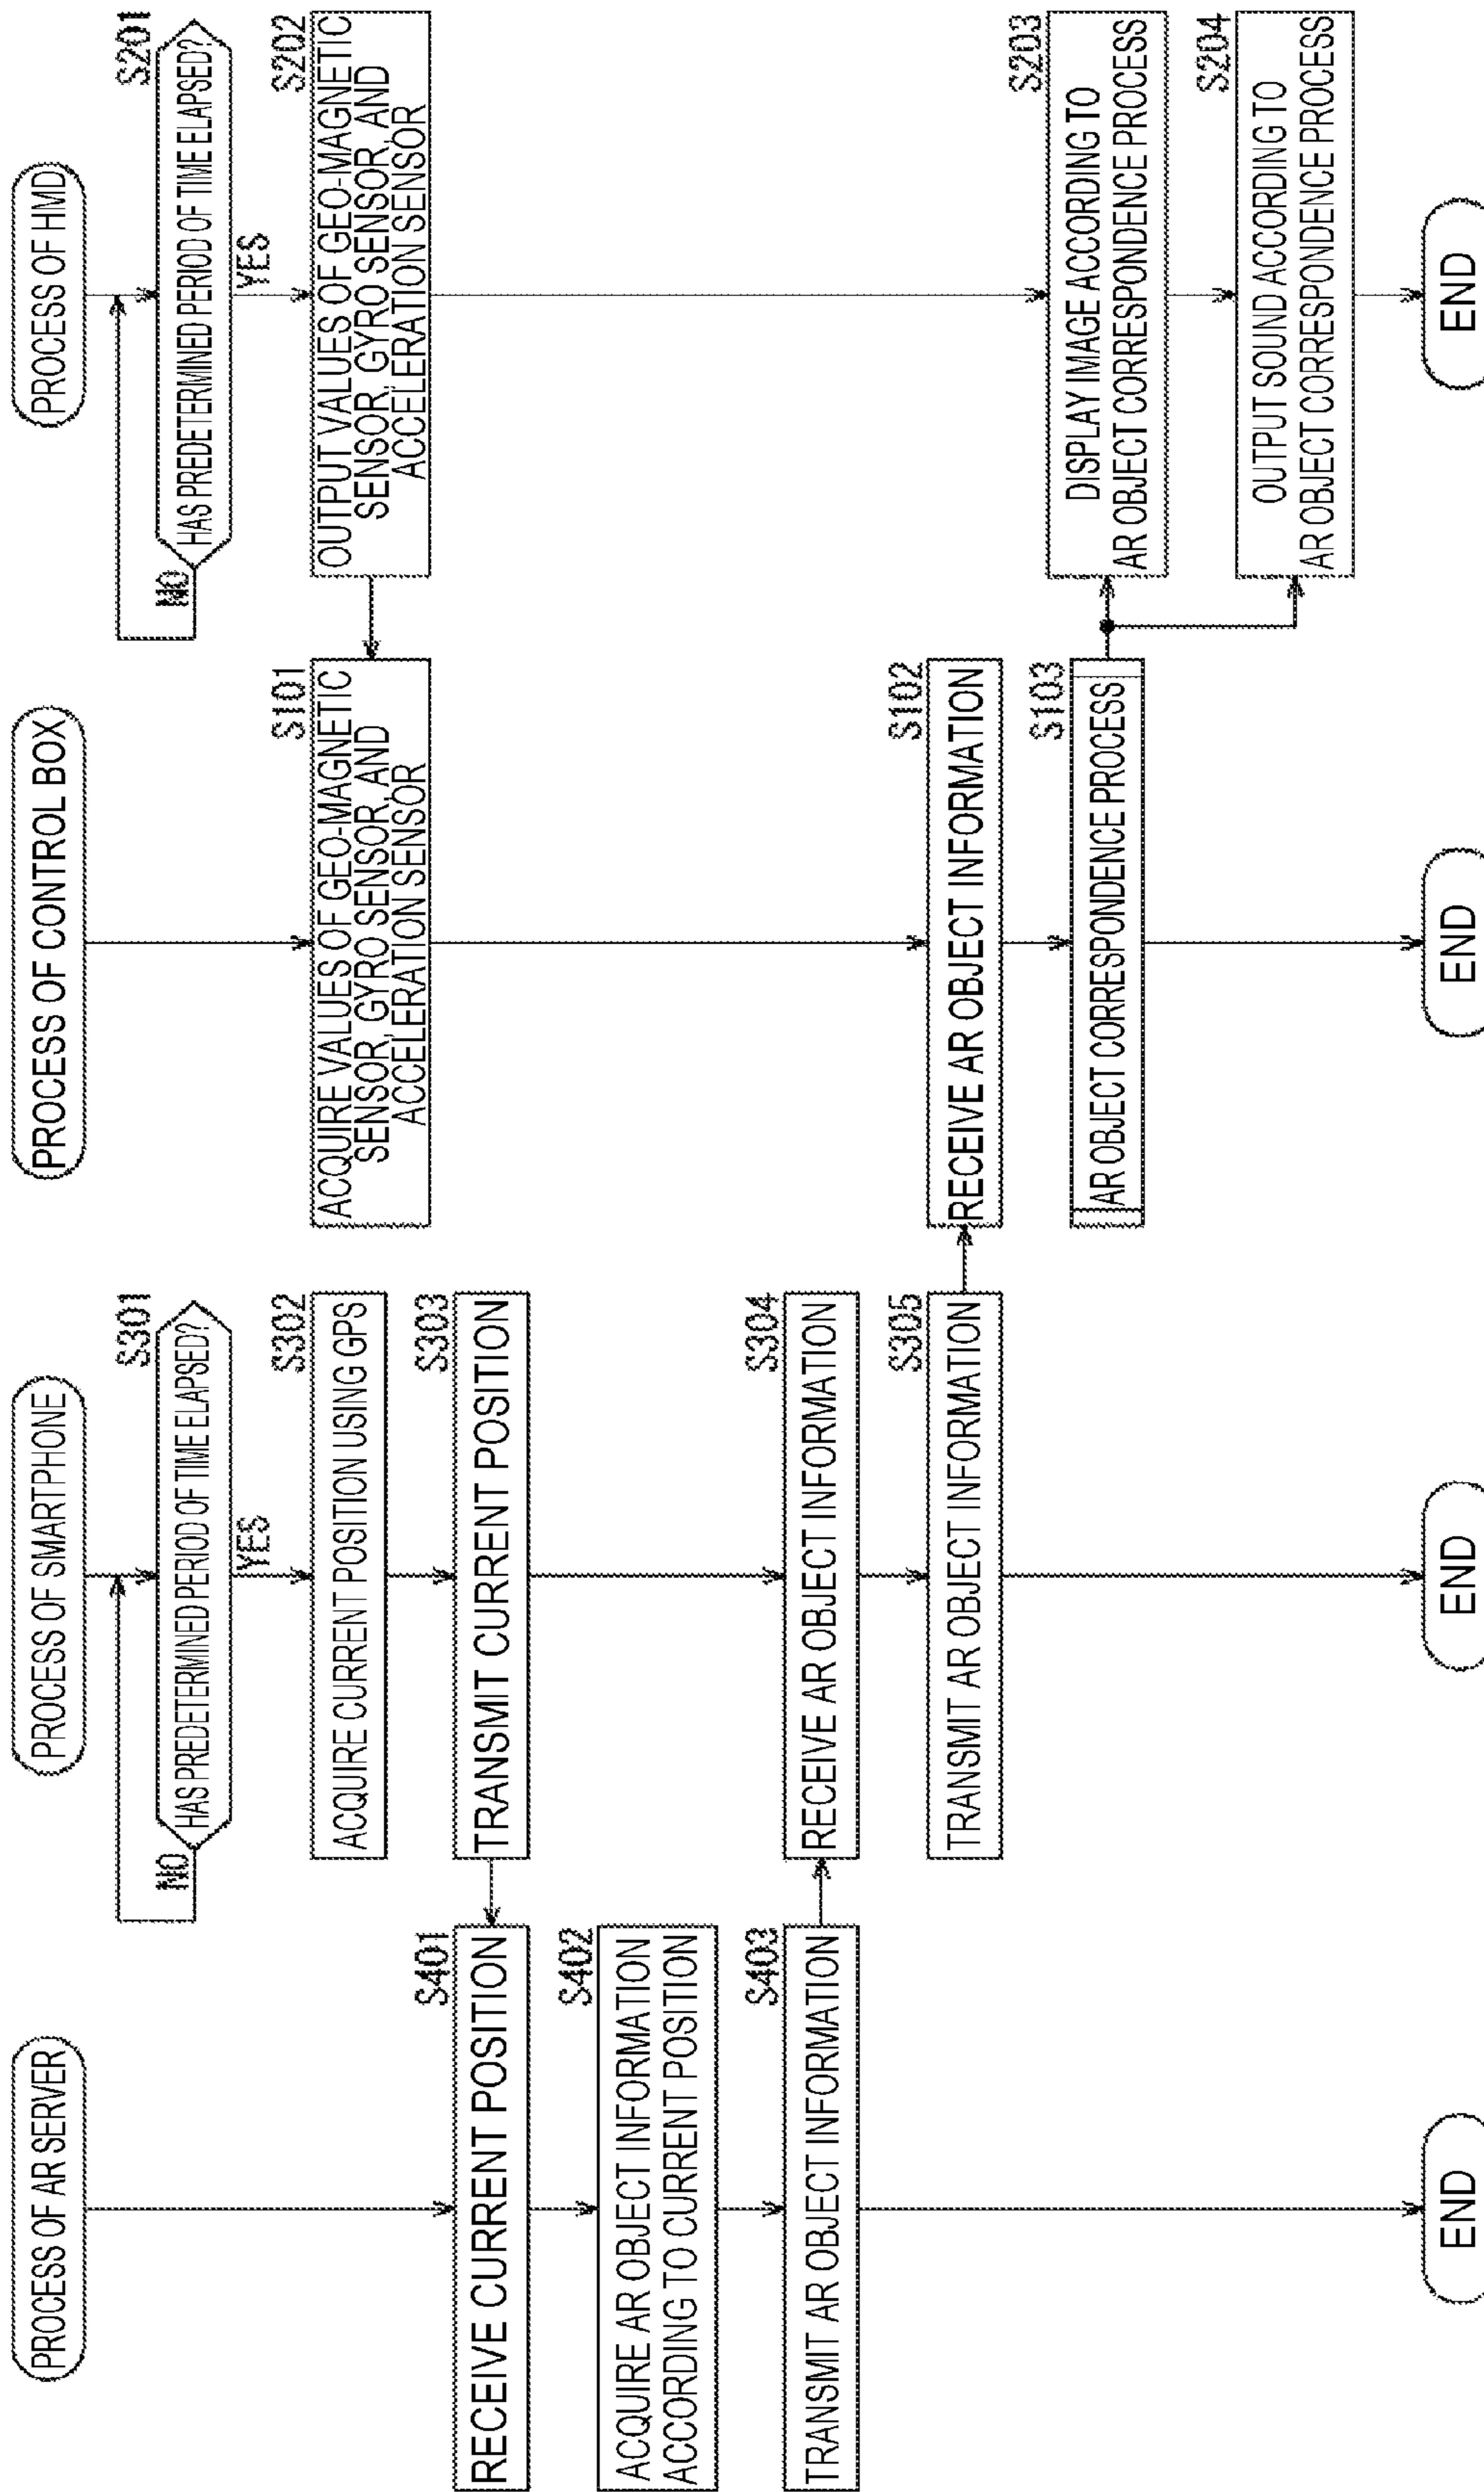 PROCESS OF AR SERVER
S401
RECEIVE CURRENT POSITION
S402
ACQUIRE AR OBJECT INFORMATION
ACCORDING TO CURRENT POSITION
S403
TRANSMIT AR OBJECT INFORMATION
END
PROCESS OF SMARTPHONE
S301
HAS PREDETERMINED PERIOD OF TIME ELAPSED?
NO
YES
S302
ACQUIRE CURRENT POSITION USING GPS
S303
TRANSMIT CURRENT POSITION
S304
RECEIVE AR OBJECT INFORMATION
S305
TRANSMIT AR OBJECT INFORMATION
END
PROCESS OF CONTROL BOX
S101
ACQUIRE VALUES OF GEO-MAGNETIC
SENSOR, GYRO SENSOR, AND
ACCELERATION SENSOR
S102
RECEIVE AR OBJECT INFORMATION
S103
AR OBJECT CORRESPONDENCE PROCESS
END
PROCESS OF HMD
S201
HAS PREDETERMINED PERIOD OF TIME ELAPSED?
NO
YES
S202
OUTPUT VALUES OF GEO-MAGNETIC
SENSOR, GYRO SENSOR, AND
ACCELERATION SENSOR
S203
DISPLAY IMAGE ACCORDING TO
AR OBJECT CORRESPONDENCE PROCESS
S204
OUTPUT SOUND ACCORDING TO
AR OBJECT CORRESPONDENCE PROCESS
END